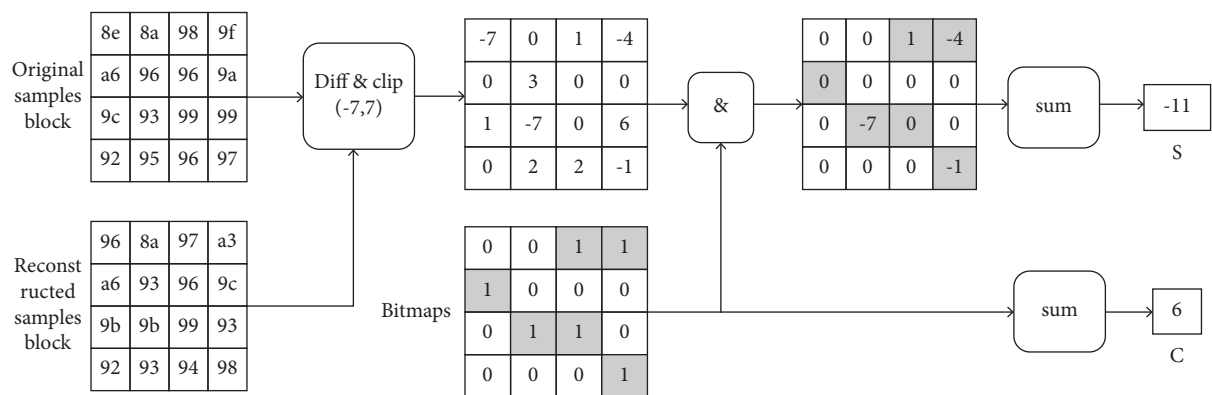 8e 8a 98 9f
a6 96 96 9a
9c 93 99 99
92 95 96 97
Original
samples
block
Diff & clip
(-7,7)
-7 0 1 -4
0 3 0 0
1 -7 0 6
0 2 2 -1
&
0 0 1 -4
0 0 0 0
0 -7 0 0
0 0 0 -1
sum
-11
S
96 8a 97 a3
a6 93 96 9c
9b 9b 99 93
92 93 94 98
Reconst
ructed
samples
block
Bitmaps
0 0 1 1
1 0 0 0
0 1 1 0
0 0 0 1
sum
6
C